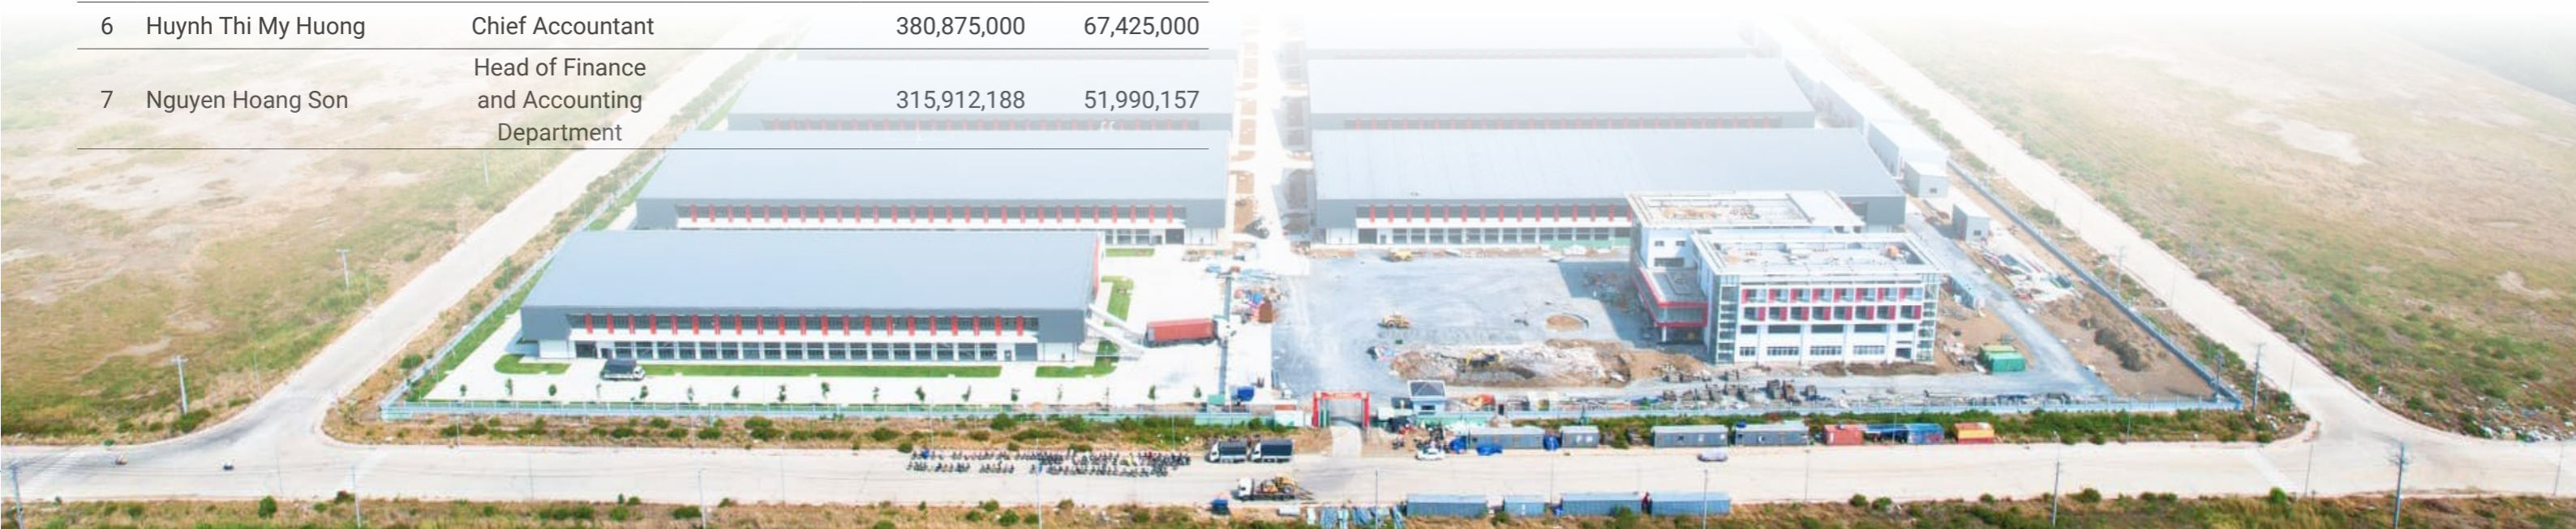 6 Huynh Thi My Huong Chief Accountant 380,875,000 67,425,000
Head of Finance
7 Nguyen Hoang Son and Accounting 315,912,188 51,990,157
Department